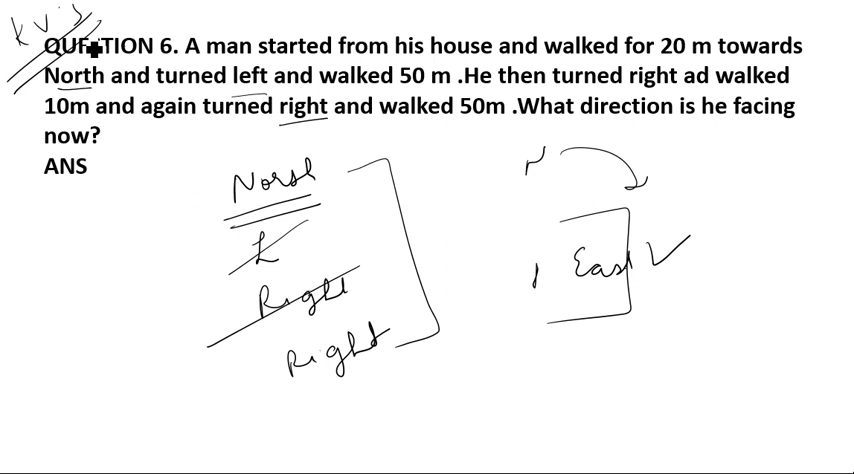 KVS
QUESTION 6. A man started from his house and walked for 20 m towards
North and turned left and walked 50 m .He then turned right ad walked
10m and again turned right and walked 50m .What direction is he facing
now?
ANS
North
L
Right
Right
N
East